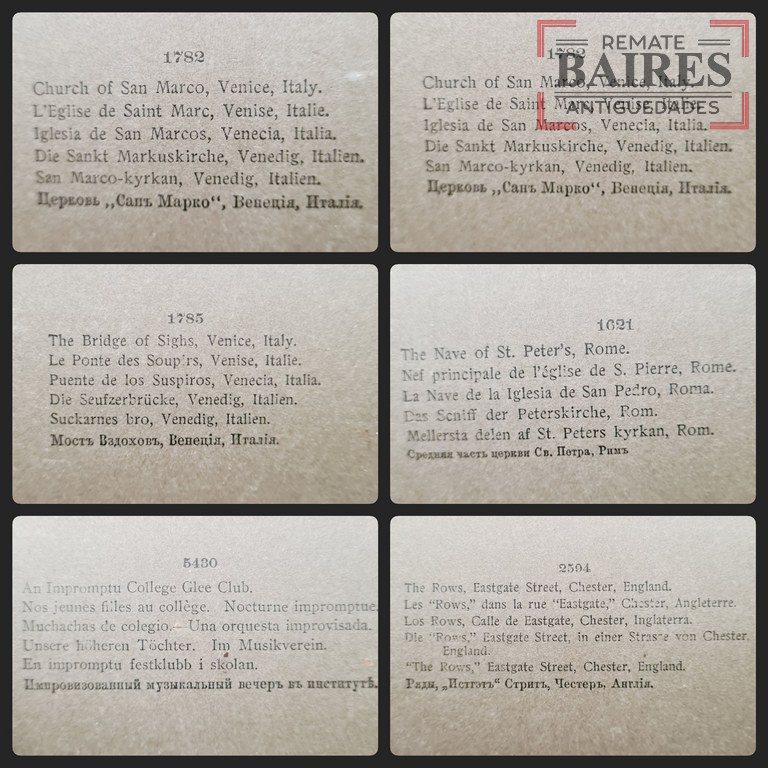 1782
Church of San Marco, Venice, Italy.
L'Eglise de Saint Marc, Venise, Italie.
Iglesia de San Marcos, Venecia, Italia.
Die Sankt Markuskirche, Venedig, Italien.
San Marco-kyrkan, Venedig, Italien.
Церковь „Санъ Марко“, Венеція, Италія.
REMATE
BAIRES
ANTIGÜEDADES
1782
Church of San Marco, Venice, Italy.
L'Eglise de Saint Marc, Venise, Italie.
Iglesia de San Marcos, Venecia, Italia.
Die Sankt Markuskirche, Venedig, Italien.
San Marco-kyrkan, Venedig, Italien.
Церковь „Санъ Марко“, Венеція, Италія.
1785
The Bridge of Sighs, Venice, Italy.
Le Ponte des Soupirs, Venise, Italie.
Puente de los Suspiros, Venecia, Italia.
Die Seufzerbrücke, Venedig, Italien.
Suckarnes bro, Venedig, Italien.
Мостъ Вздоховъ, Венеція, Италія.
1621
The Nave of St. Peter's, Rome.
Nef principale de l'église de S. Pierre, Rome.
La Nave de la Iglesia de San Pedro, Roma.
Das Schiff der Peterskirche, Rom.
Mellersta delen af St. Peters kyrkan, Rom.
Средняя часть церкви Св. Петра, Римъ
5430
An Impromptu College Glee Club.
Nos jeunes filles au collège. Nocturne impromptue.
Muchachas de colegio.— Una orquesta improvisada.
Unsere höheren Töchter. Im Musikverein.
En impromptu festklubb i skolan.
Импровизованный музыкальный вечеръ въ институтѣ.
2594
The Rows, Eastgate Street, Chester, England.
Les "Rows," dans la rue "Eastgate," Chester, Angleterre.
Los Rows, Calle de Eastgate, Chester, Inglaterra.
Die "Rows," Eastgate Street, in einer Strasse von Chester,
England.
"The Rows," Eastgate Street, Chester, England.
Ряды, „Истгэтъ“ Стритъ, Честеръ, Англія.